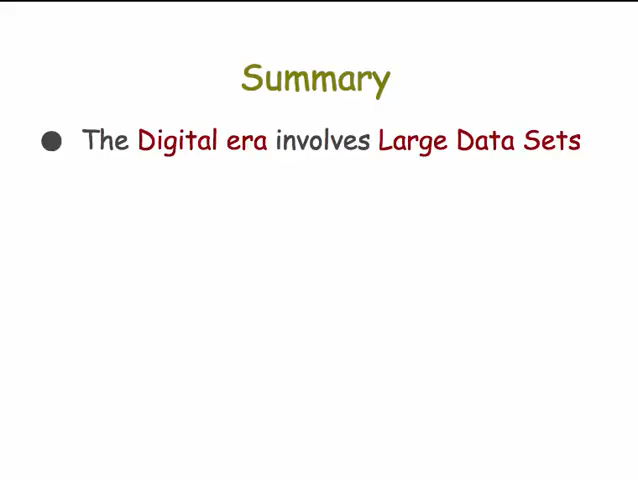 Summary
● The Digital era involves Large Data Sets